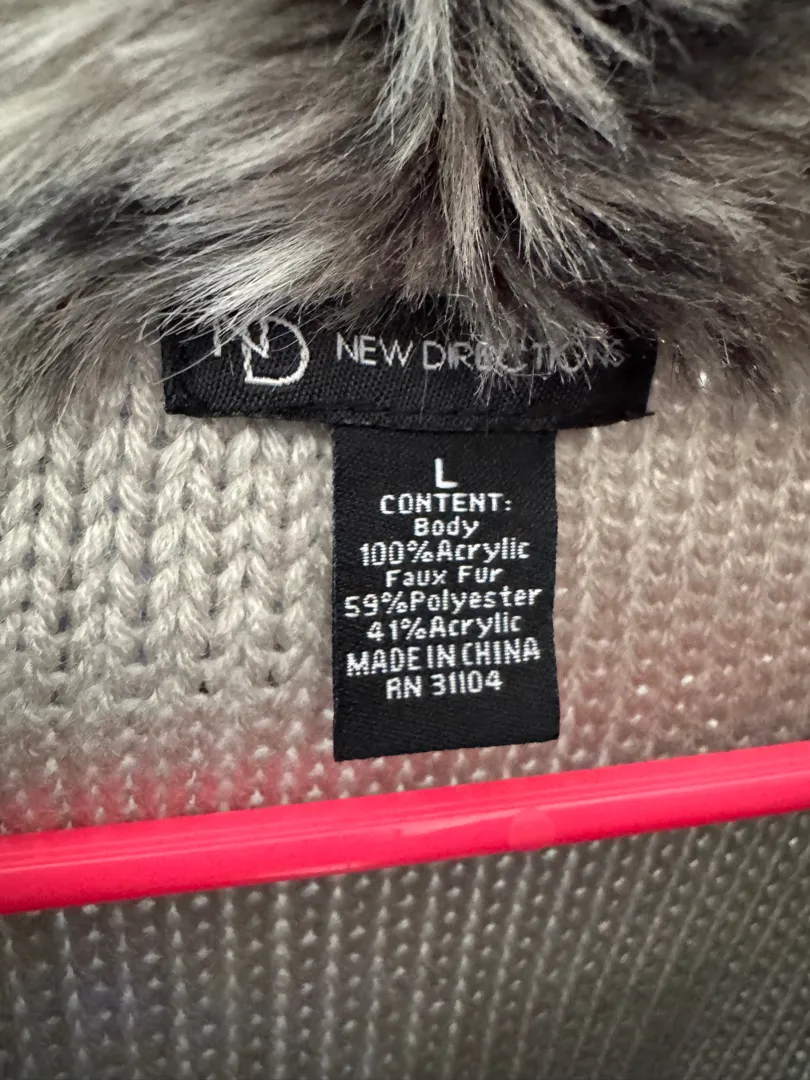 ND NEW DIRECTIONS
L
CONTENT:
Body
100%Acrylic
Faux Fur
59%Polyester
41%Acrylic
MADE IN CHINA
RN 31104